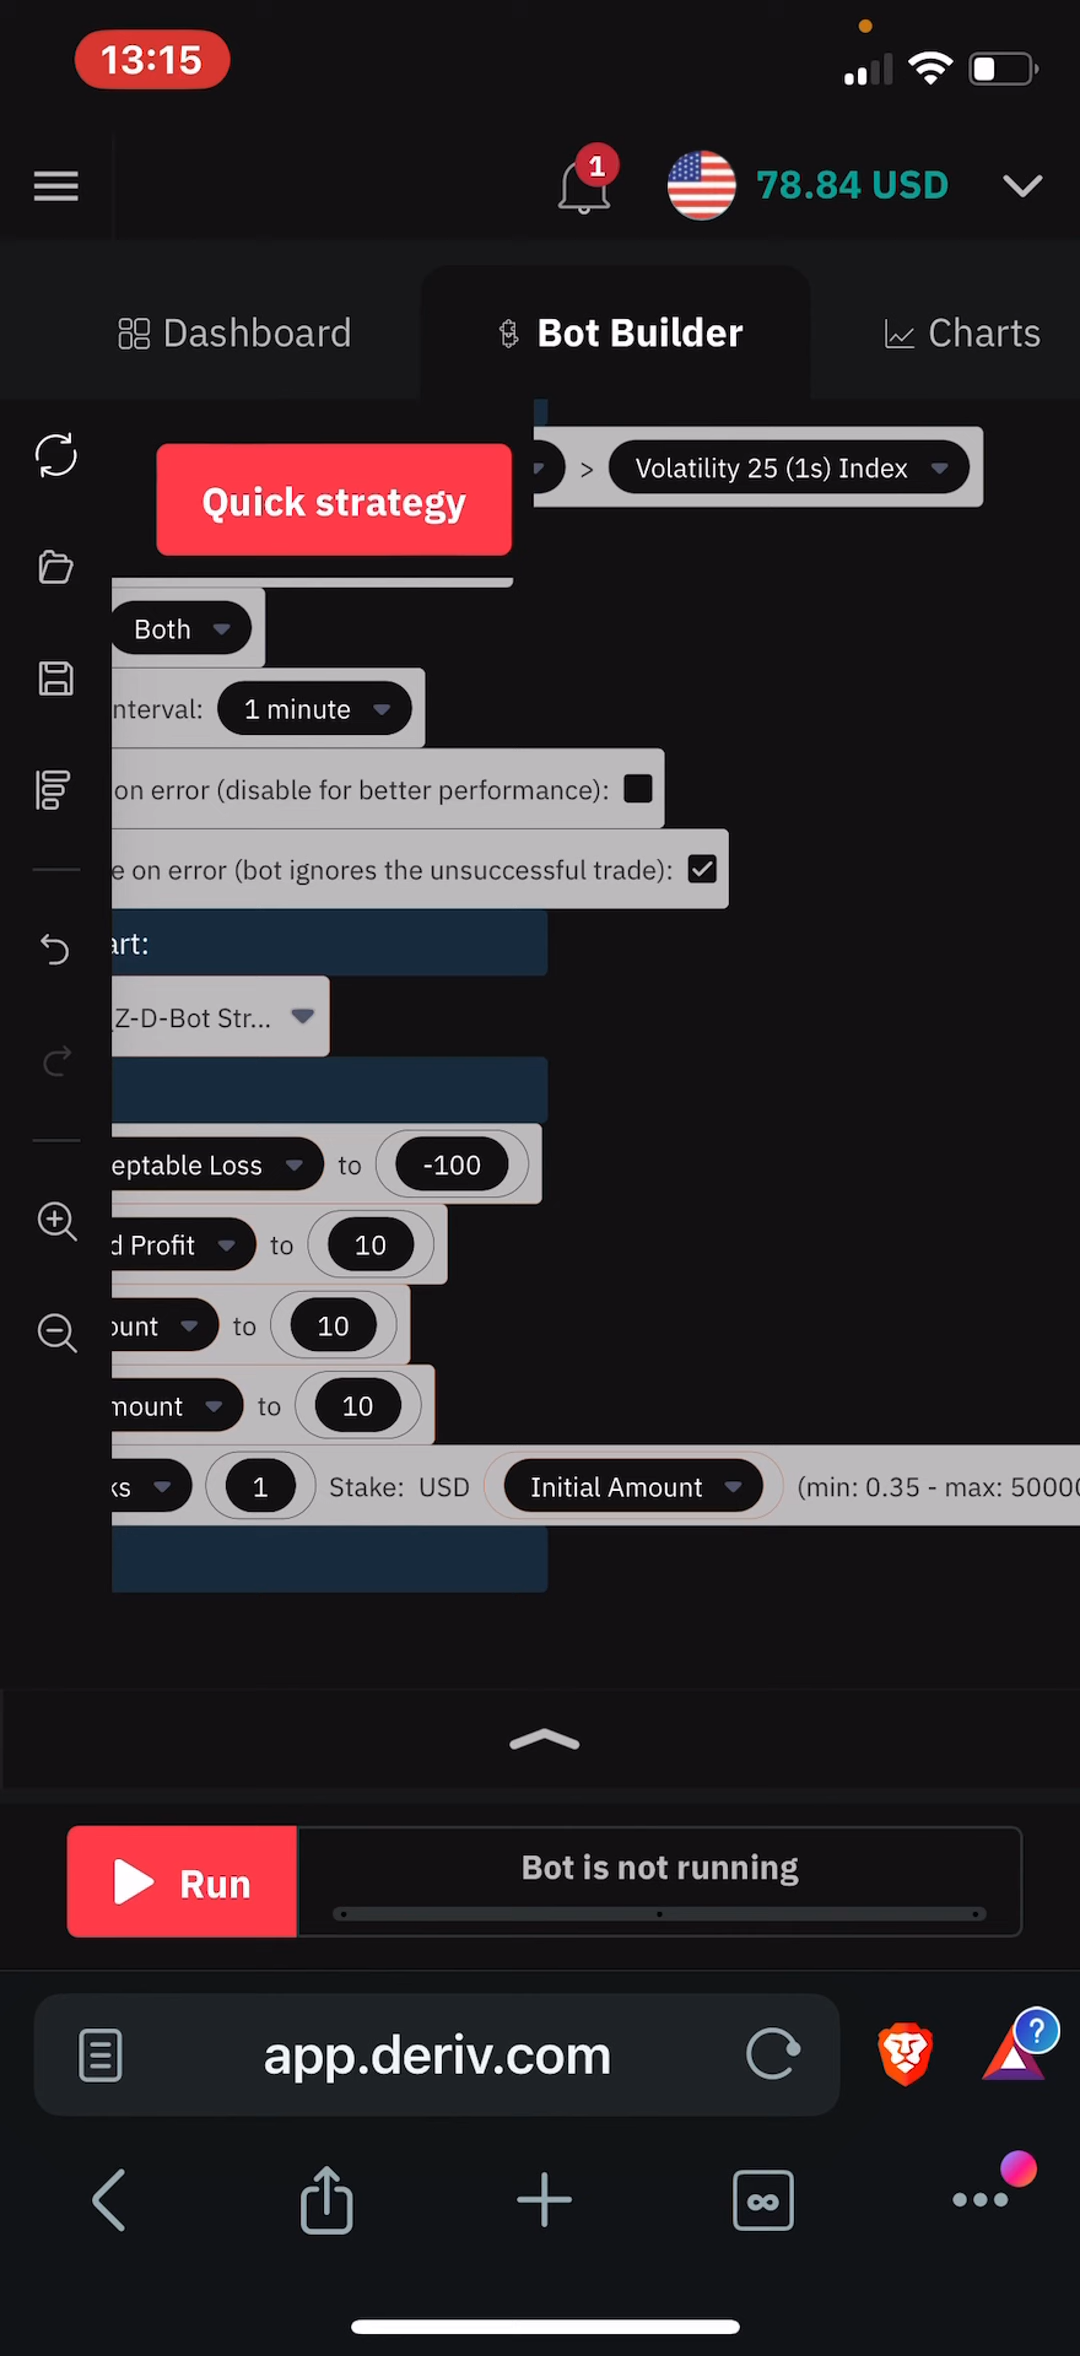 13:15
1
78.84 USD
Dashboard
Bot Builder
Charts
Quick strategy
> Volatility 25 (1s) Index
Both
nterval: 1 minute
on error (disable for better performance):
e on error (bot ignores the unsuccessful trade):
art:
Z-D-Bot Str...
eptable Loss to -100
d Profit to 10
ount to 10
mount to 10
ks 1 Stake: USD Initial Amount (min: 0.35 - max: 50000
Run
Bot is not running
app.deriv.com
?